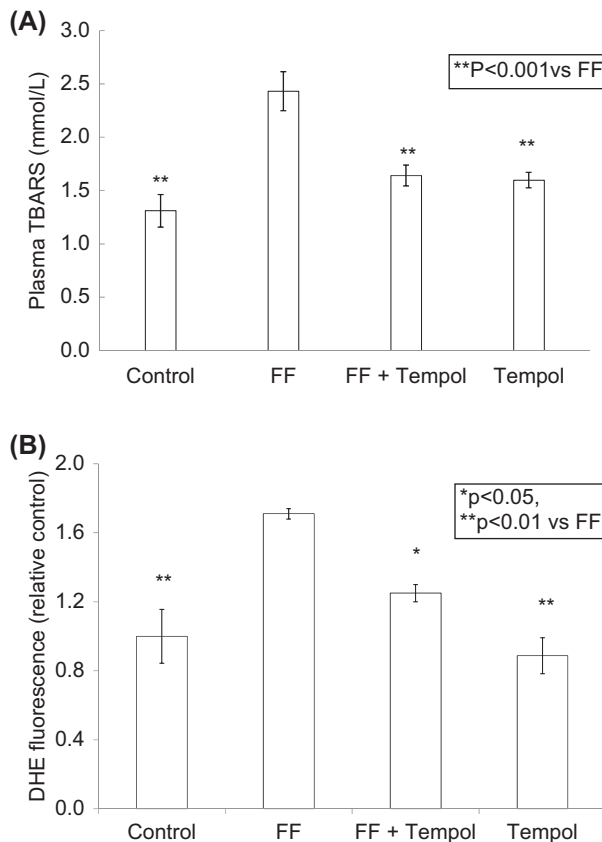 (A)
Plasma TBARS (mmol/L)
3.0
2.5
2.0
1.5
1.0
0.5
0.0
**P<0.001vs FF
**
**
**
Control
FF
FF + Tempol
Tempol
(B)
DHE fluorescence (relative control)
2.0
1.6
1.2
0.8
0.4
0.0
*p<0.05,
**p<0.01 vs FF
**
*
**
Control
FF
FF + Tempol
Tempol